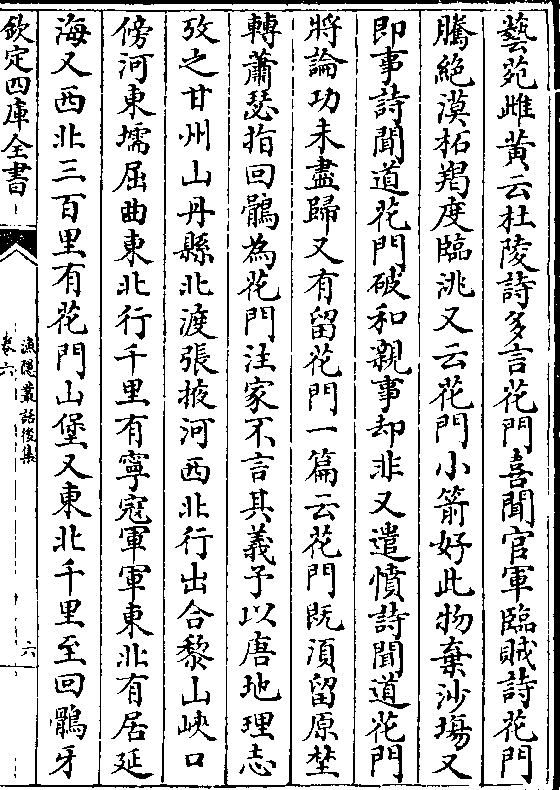 藝苑雌黄云杜陵詩多言花門喜聞官軍臨賊詩花門
騰絶漠柘羯度臨洮又云花門小箭好此物棄沙塲又
即事詩聞道花門破和親事却非又遣憤詩聞道花門
將論功未盡歸又有留花門一篇云花門既須留原埜
轉蕭瑟指回鶻為花門注家不言其義予以唐地理志
攷之甘州山丹縣北渡張掖河西北行出合黎山峽口
傍河東壖屈曲東北行千里有寧寇軍軍東北有居延
海又西北三百里有花門山堡又東北千里至回鶻牙
欽定四庫全書
漁隠叢話後集
卷六
六